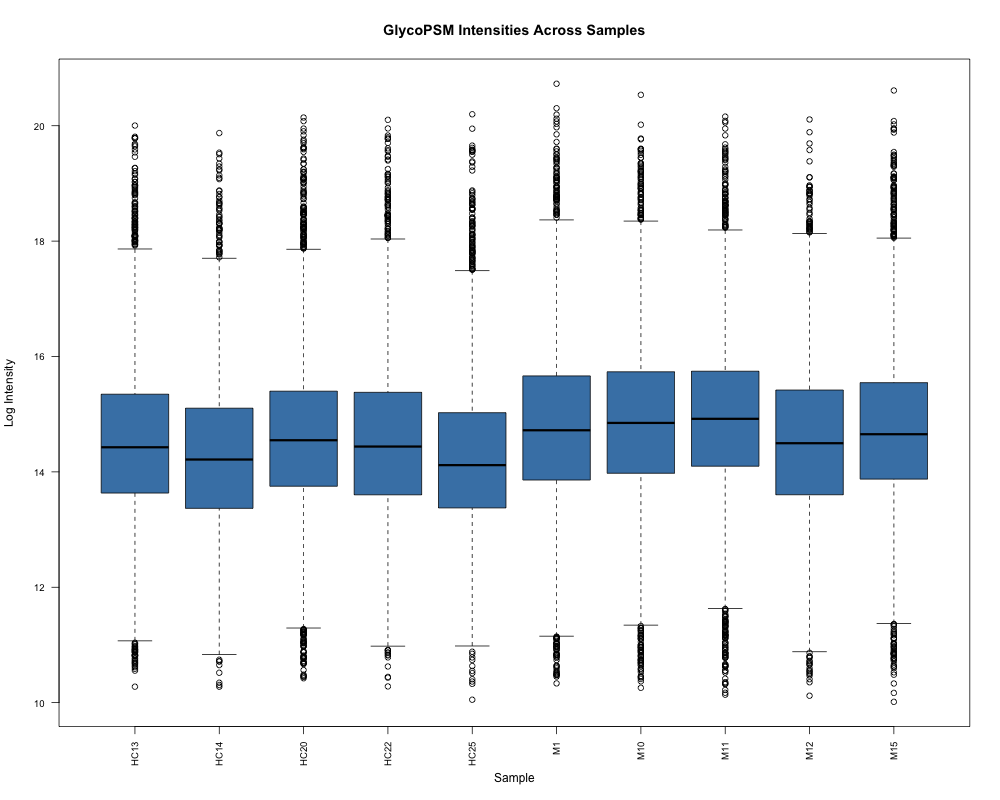 GlycoPSM Intensities Across Samples
Log Intensity
20
18
16
14
12
10
HC13
HC14
HC20
HC22
HC25
M1
M10
M11
M12
M15
Sample